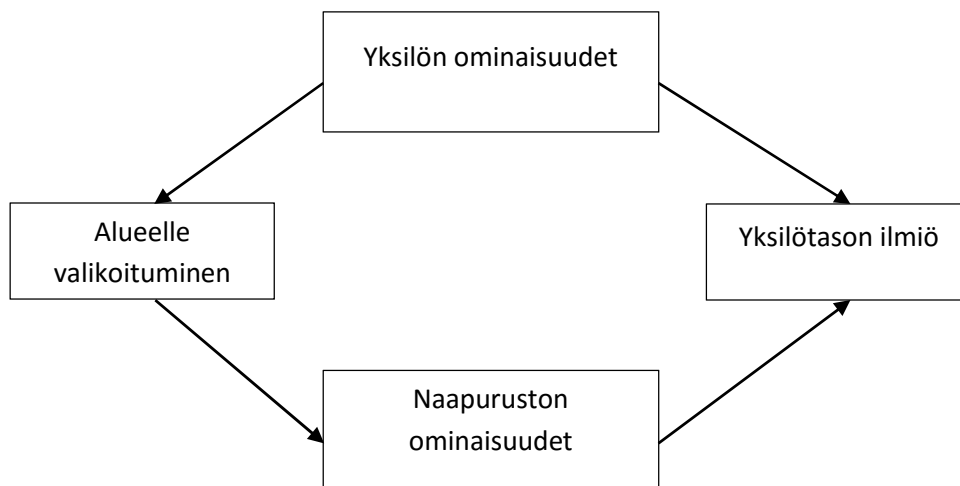 Yksilön ominaisuudet
Alueelle
valikoituminen
Yksilötason ilmiö
Naapuruston
ominaisuudet